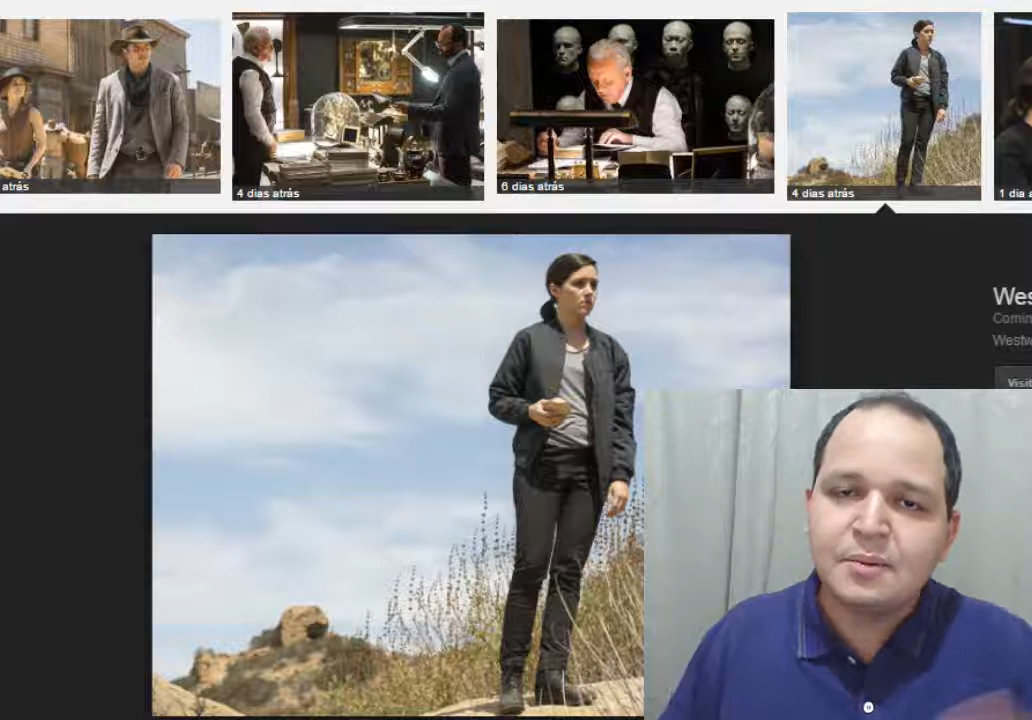 atrás
4 dias atrás
6 dias atrás
4 dias atrás
1 dia a
Wes
Comin
Westw
Visit